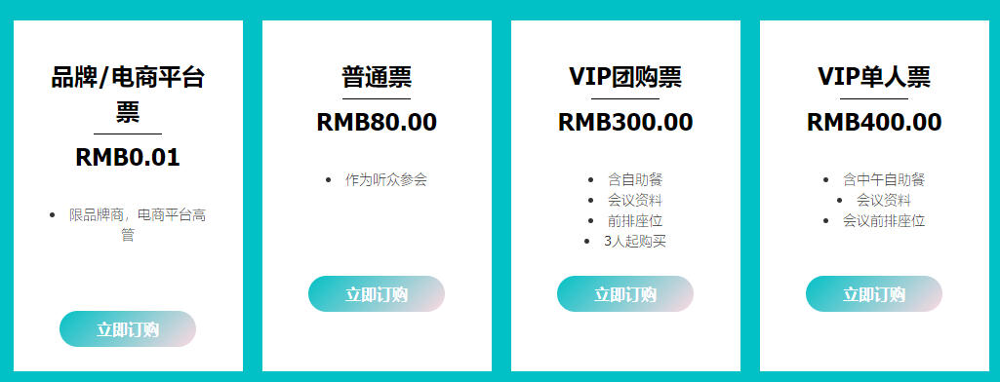 品牌/电商平台
票
RMB0.01
限品牌商，电商平台高
管
立即订购
普通票
RMB80.00
作为听众参会
立即订购
VIP团购票
RMB300.00
含自助餐
会议资料
前排座位
3人起购买
立即订购
VIP单人票
RMB400.00
含中午自助餐
会议资料
会议前排座位
立即订购